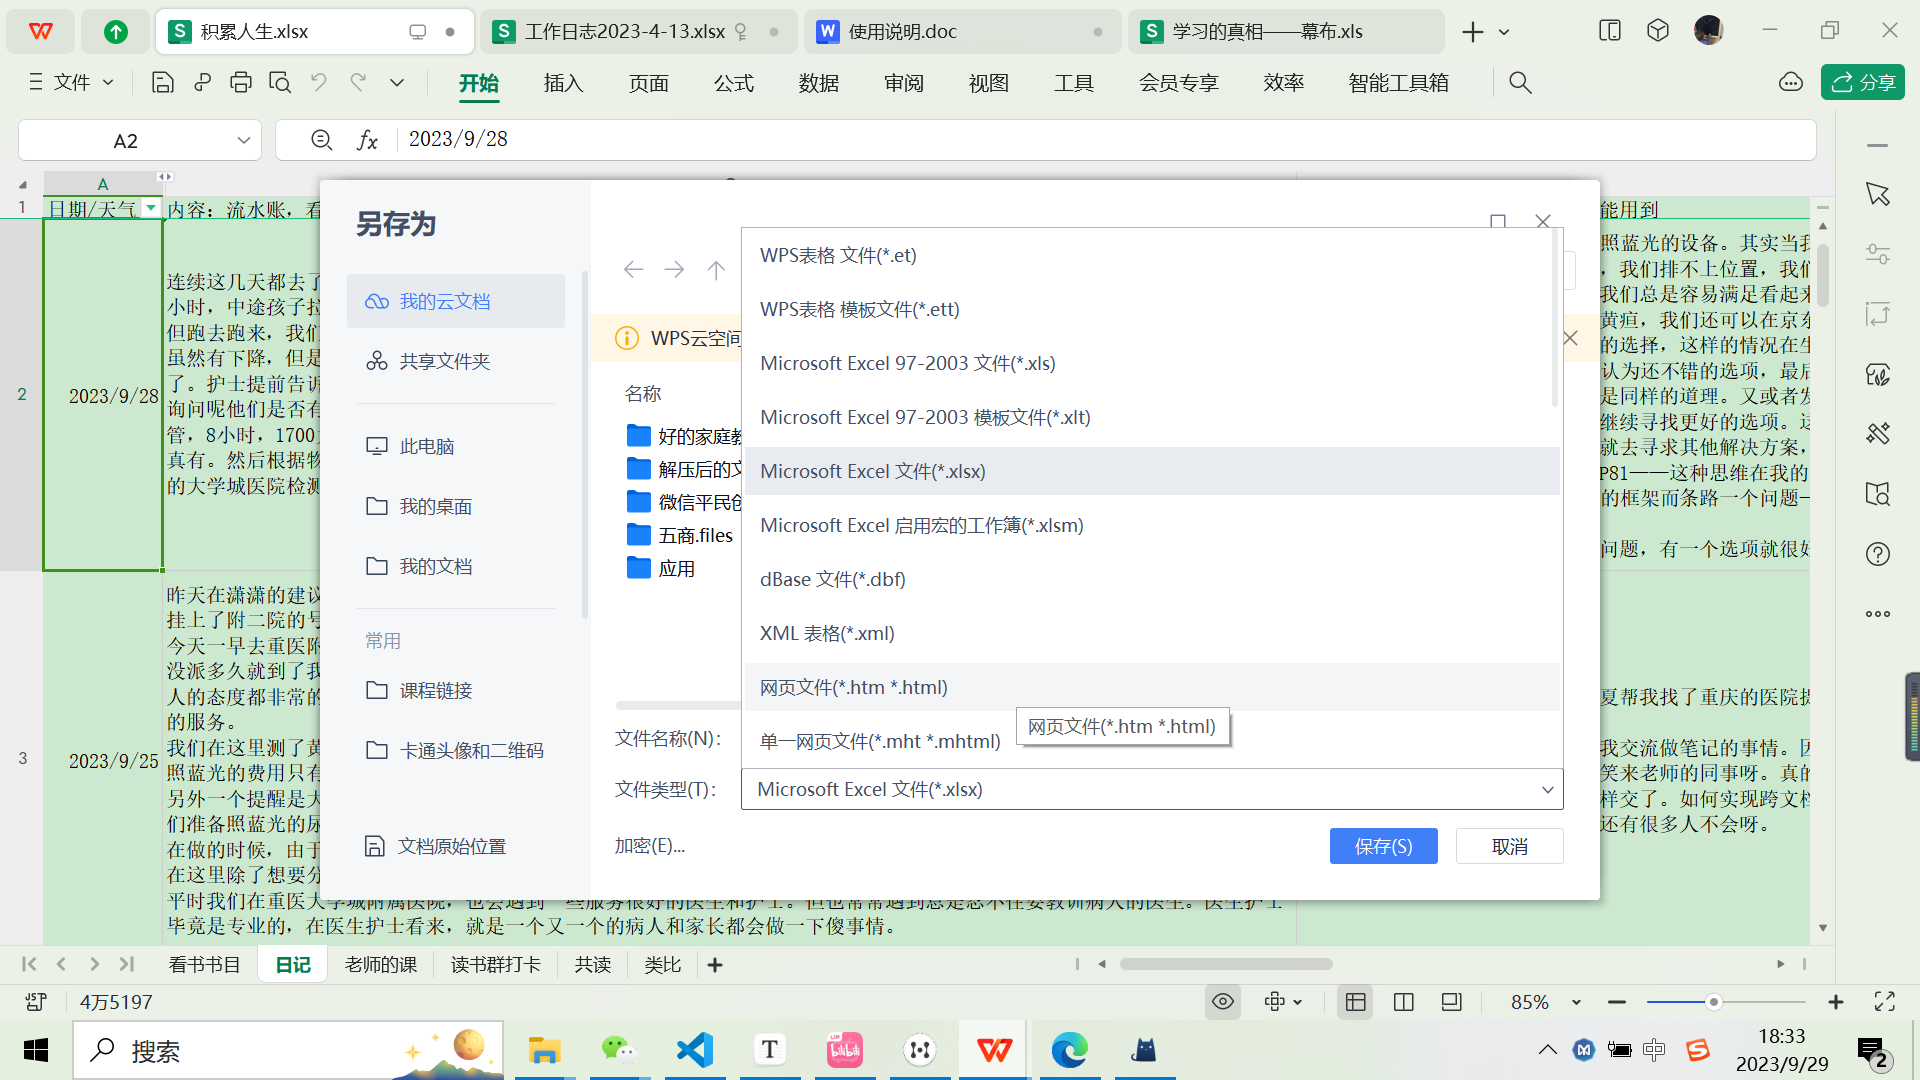 积累人生.xlsx
工作日志2023-4-13.xlsx
使用说明.doc
学习的真相——幕布.xls
文件
开始
插入
页面
公式
数据
审阅
视图
工具
会员专享
效率
智能工具箱
分享
A2
fx
2023/9/28
A
1
日期/天气
内容：流水账，看
能用到
2
2023/9/28
连续这几天都去了
小时，中途孩子拉
但跑去跑来，我们
虽然有下降，但是
了。护士提前告诉
询问呢他们是否有
管，8小时，1700
真有。然后根据物
的大学城医院检测
照蓝光的设备。其实当我
，我们排不上位置，我们
我们总是容易满足看起来
黄疸，我们还可以在京东
的选择，这样的情况在生
认为还不错的选项，最后
是同样的道理。又或者发
继续寻找更好的选项。这
就去寻求其他解决方案，
P81——这种思维在我的
的框架而条路一个问题一
问题，有一个选项就很好
3
2023/9/25
昨天在潇潇的建议
挂上了附二院的号
今天一早去重医附
没派多久就到了我
人的态度都非常的
的服务。
我们在这里测了黄
照蓝光的费用只有
另外一个提醒是大
们准备照蓝光的尿
在做的时候，由于
在这里除了想要分
平时我们在重医大学城附属医院，也会遇到一些服务很好的医生和护士。但也常常遇到总是忍不住要教训病人的医生。医生护士
毕竟是专业的，在医生护士看来，就是一个又一个的病人和家长都会做一下傻事情。
夏帮我找了重庆的医院提
我交流做笔记的事情。因
笑来老师的同事呀。真的
样交了。如何实现跨文档
还有很多人不会呀。
另存为
我的云文档
共享文件夹
此电脑
我的桌面
我的文档
常用
课程链接
卡通头像和二维码
文档原始位置
WPS云空间
名称
好的家庭教
解压后的文
微信平民创
五商.files
应用
WPS表格 文件(*.et)
WPS表格 模板文件(*.ett)
Microsoft Excel 97-2003 文件(*.xls)
Microsoft Excel 97-2003 模板文件(*.xlt)
Microsoft Excel 文件(*.xlsx)
Microsoft Excel 启用宏的工作簿(*.xlsm)
dBase 文件(*.dbf)
XML 表格(*.xml)
网页文件(*.htm *.html)
单一网页文件(*.mht *.mhtml)
网页文件(*.htm *.html)
文件名称(N)：
文件类型(T)：
Microsoft Excel 文件(*.xlsx)
加密(E)...
保存(S)
取消
看书书目
日记
老师的课
读书群打卡
共读
类比
4万5197
85%
搜索
T
bilibili
中
S
18:33
2023/9/29
2